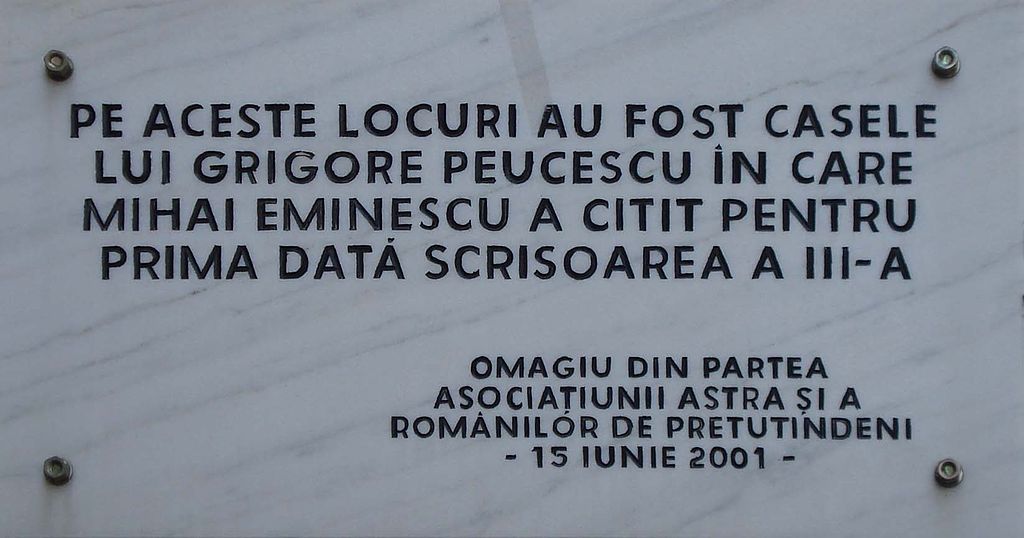 PE ACESTE LOCURI AU FOST CASELE
LUI GRIGORE PEUCESCU ÎN CARE
MIHAI EMINESCU A CITIT PENTRU
PRIMA DATĂ SCRISOAREA A III-A
OMAGIU DIN PARTEA
ASOCIAȚIUNII ASTRA ȘI A
ROMÂNILOR DE PRETUTINDENI
- 15 IUNIE 2001 -